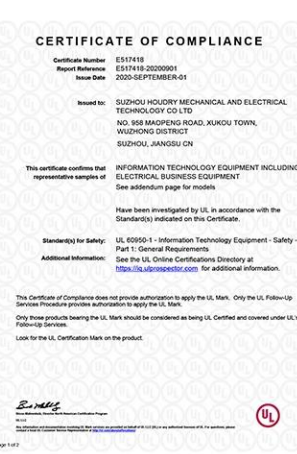 CERTIFICATE OF COMPLIANCE
Certificate Number E517418
Report Reference E517418-20200901
Issue Date 2020-SEPTEMBER-01
Issued to: SUZHOU HOUDRY MECHANICAL AND ELECTRICAL
TECHNOLOGY CO LTD
NO. 958 MAOPENG ROAD, XUKOU TOWN,
WUZHONG DISTRICT
SUZHOU, JIANGSU CN
This certificate confirms that INFORMATION TECHNOLOGY EQUIPMENT INCLUDING
representative samples of ELECTRICAL BUSINESS EQUIPMENT
See addendum page for models
Have been investigated by UL in accordance with the
Standard(s) indicated on this Certificate.
Standard(s) for Safety: UL 60950-1 - Information Technology Equipment - Safety -
Part 1: General Requirements
Additional Information: See the UL Online Certifications Directory at
https://iq.ulprospector.com for additional information.
This Certificate of Compliance does not provide authorization to apply the UL Mark. Only the UL Follow-Up
Services Procedure provides authorization to apply the UL Mark.
Only those products bearing the UL Mark should be considered as being UL Certified and covered under UL's
Follow-Up Services.
Look for the UL Certification Mark on the product.
UL
Page 1 of 2